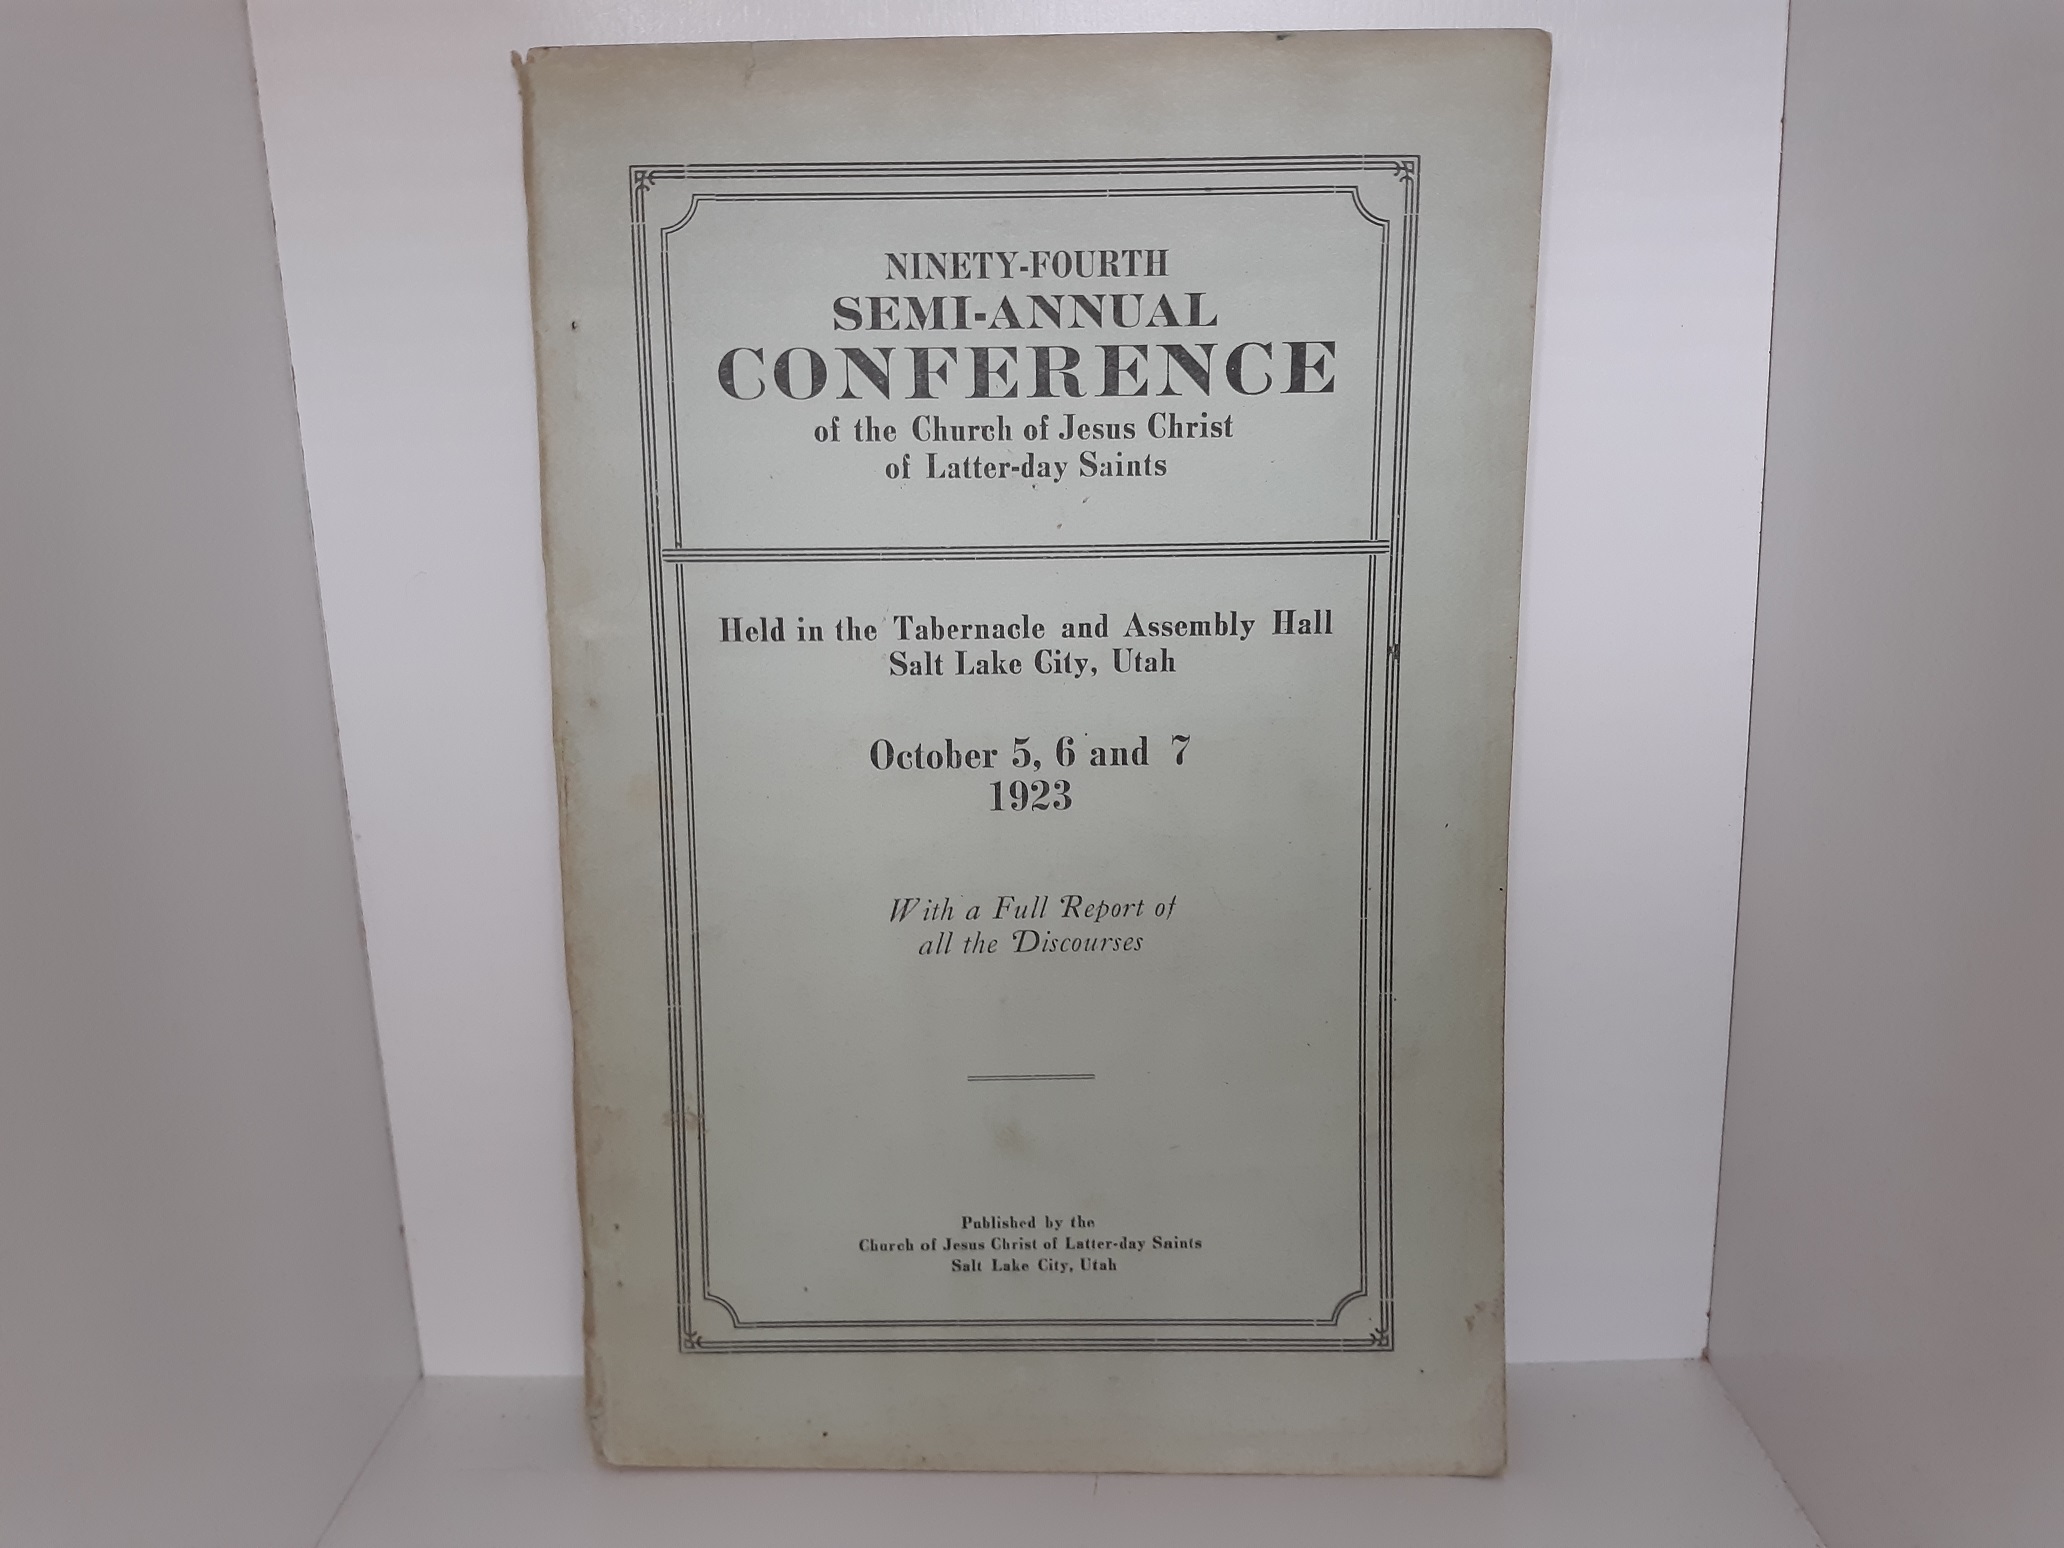 NINETY-FOURTH
SEMI-ANNUAL
CONFERENCE
of the Church of Jesus Christ
of Latter-day Saints
Held in the Tabernacle and Assembly Hall
Salt Lake City, Utah
October 5, 6 and 7
1923
With a Full Report of
all the Discourses
Published by the
Church of Jesus Christ of Latter-day Saints
Salt Lake City, Utah